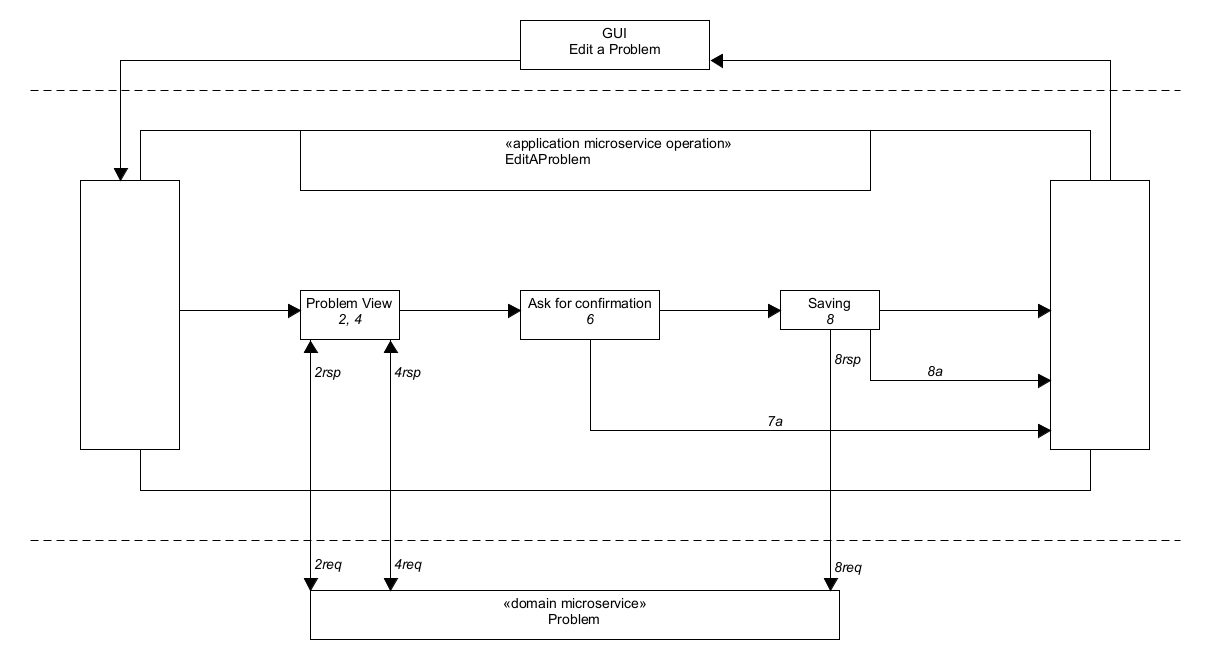 GUI
Edit a Problem
«application microservice operation»
EditAProblem
Problem View
2, 4
Ask for confirmation
6
Saving
8
2rsp
4rsp
8rsp
8a
7a
2req
4req
8req
«domain microservice»
Problem